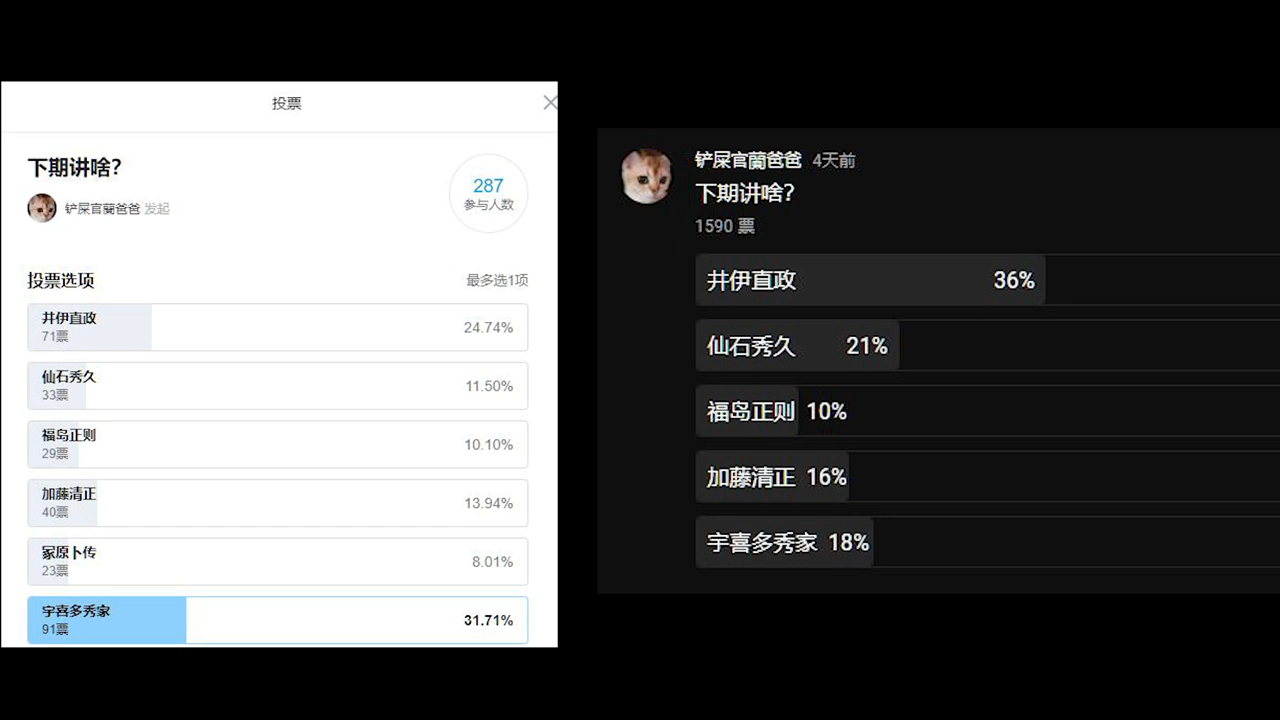 投票
下期讲啥?
铲屎官蘭爸爸 发起
287
参与人数
投票选项
最多选1项
井伊直政
71票
24.74%
仙石秀久
33票
11.50%
福岛正则
29票
10.10%
加藤清正
40票
13.94%
冢原卜传
23票
8.01%
宇喜多秀家
91票
31.71%
铲屎官蘭爸爸 4天前
下期讲啥?
1590 票
井伊直政 36%
仙石秀久 21%
福岛正则 10%
加藤清正 16%
宇喜多秀家 18%